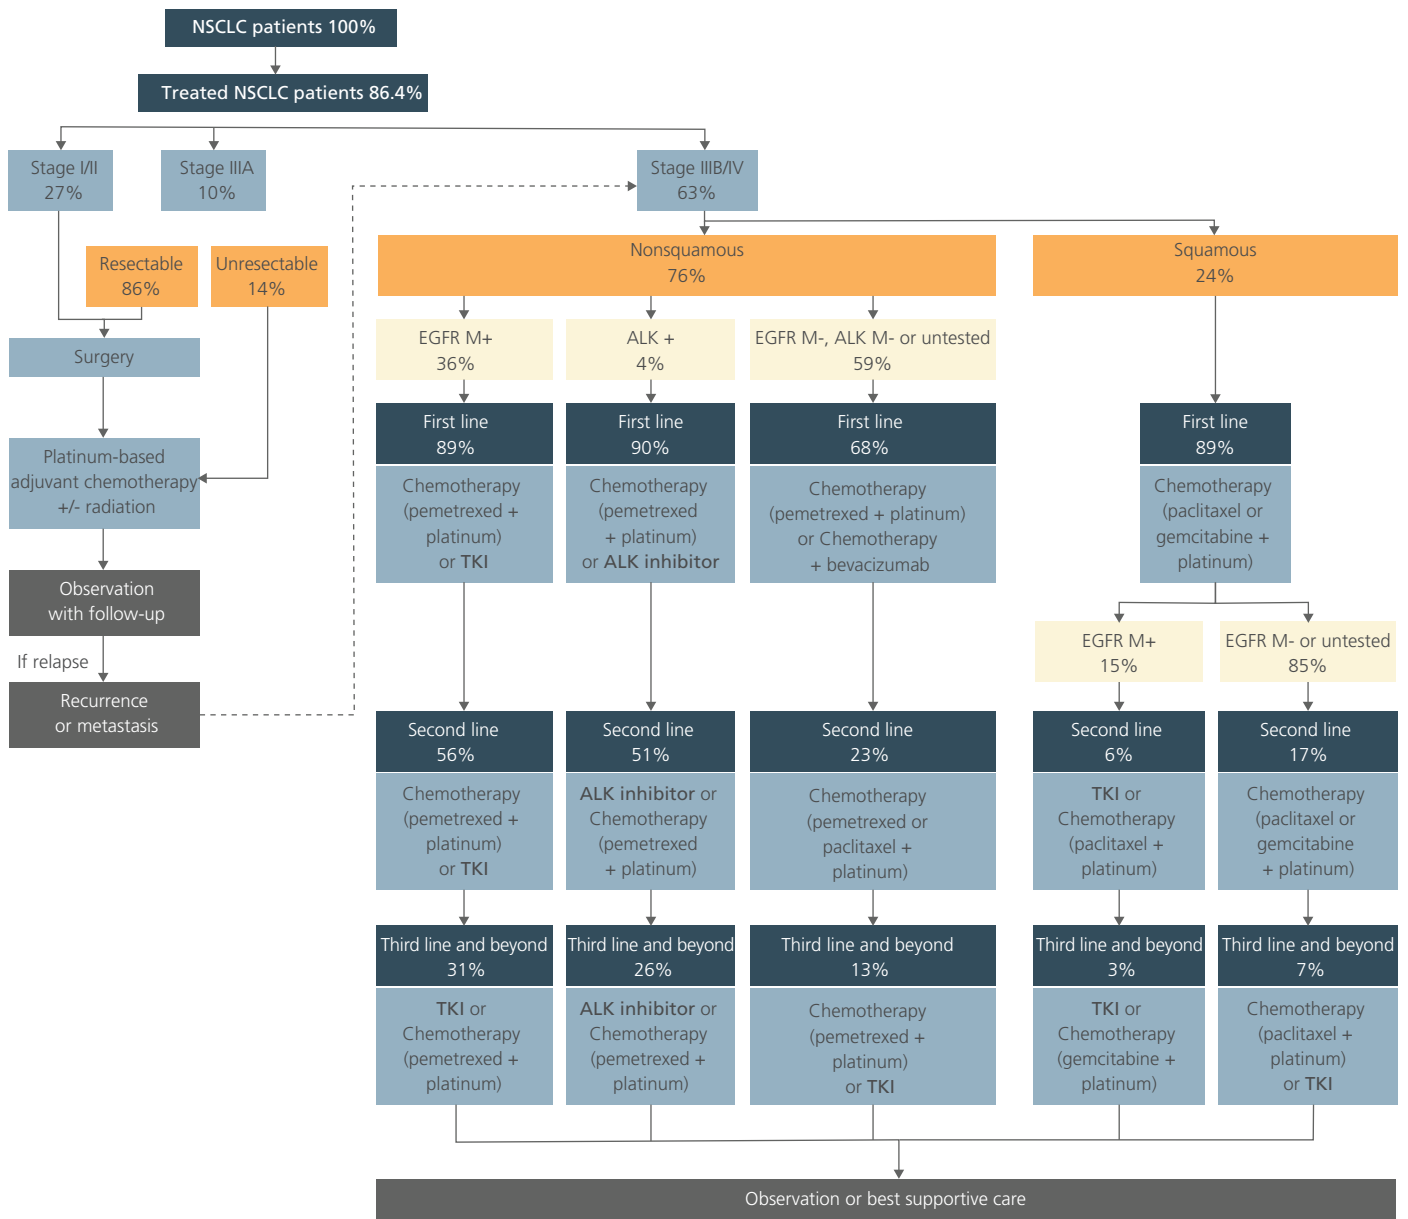 NSCLC patients 100%
Treated NSCLC patients 86.4%
Stage I/II
27%
Stage IIIA
10%
Stage IIIB/IV
63%
Resectable
86%
Unresectable
14%
Surgery
Platinum-based
adjuvant chemotherapy
+/- radiation
Observation
with follow-up
If relapse
Recurrence
or metastasis
Nonsquamous
76%
Squamous
24%
EGFR M+
36%
ALK +
4%
EGFR M-, ALK M- or untested
59%
First line
89%
Chemotherapy
(pemetrexed +
platinum)
or TKI
First line
90%
Chemotherapy
(pemetrexed
+ platinum)
or ALK inhibitor
First line
68%
Chemotherapy
(pemetrexed + platinum)
or Chemotherapy
+ bevacizumab
First line
89%
Chemotherapy
(paclitaxel or
gemcitabine +
platinum)
EGFR M+
15%
EGFR M- or untested
85%
Second line
56%
Chemotherapy
(pemetrexed +
platinum)
or TKI
Second line
51%
ALK inhibitor or
Chemotherapy
(pemetrexed
+ platinum)
Second line
23%
Chemotherapy
(pemetrexed or
paclitaxel +
platinum)
Second line
6%
TKI or
Chemotherapy
(paclitaxel +
platinum)
Second line
17%
Chemotherapy
(paclitaxel or
gemcitabine
+ platinum)
Third line and beyond
31%
TKI or
Chemotherapy
(pemetrexed +
platinum)
Third line and beyond
26%
ALK inhibitor or
Chemotherapy
(pemetrexed +
platinum)
Third line and beyond
13%
Chemotherapy
(pemetrexed +
platinum)
or TKI
Third line and beyond
3%
TKI or
Chemotherapy
(gemcitabine +
platinum)
Third line and beyond
7%
Chemotherapy
(paclitaxel +
platinum)
or TKI
Observation or best supportive care